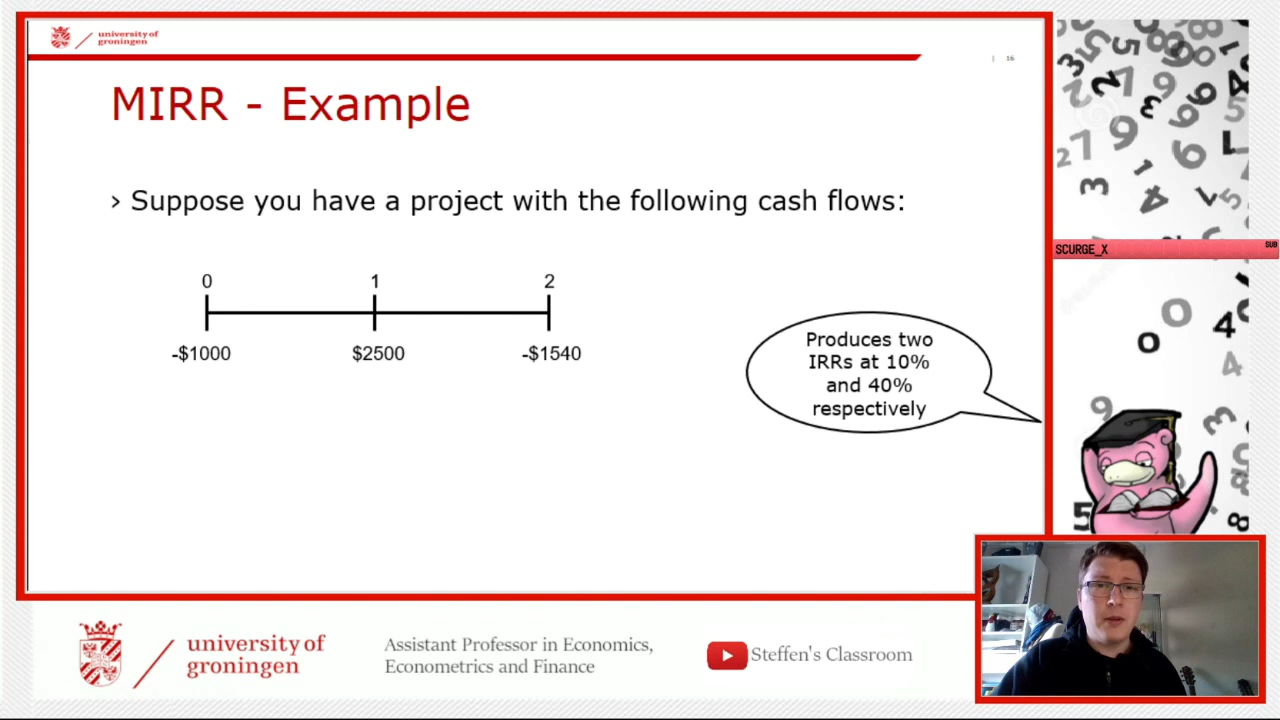 university of
groningen
| 16
MIRR - Example
› Suppose you have a project with the following cash flows:
0 1 2
-$1000 $2500 -$1540
Produces two
IRRs at 10%
and 40%
respectively
SCURGE_X SUB
university of
groningen
Assistant Professor in Economics,
Econometrics and Finance
Steffen's Classroom